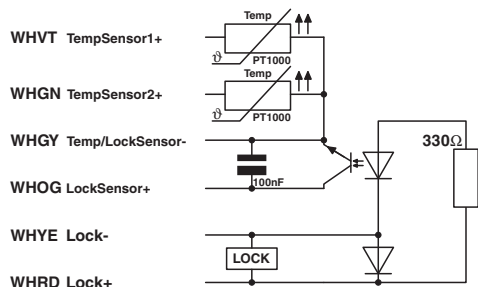 Temp
WHVT TempSensor1+
ϑ PT1000
Temp
WHGN TempSensor2+
ϑ PT1000
WHGY Temp/LockSensor-
330Ω
100nF
WHOG LockSensor+
WHYE Lock-
LOCK
WHRD Lock+